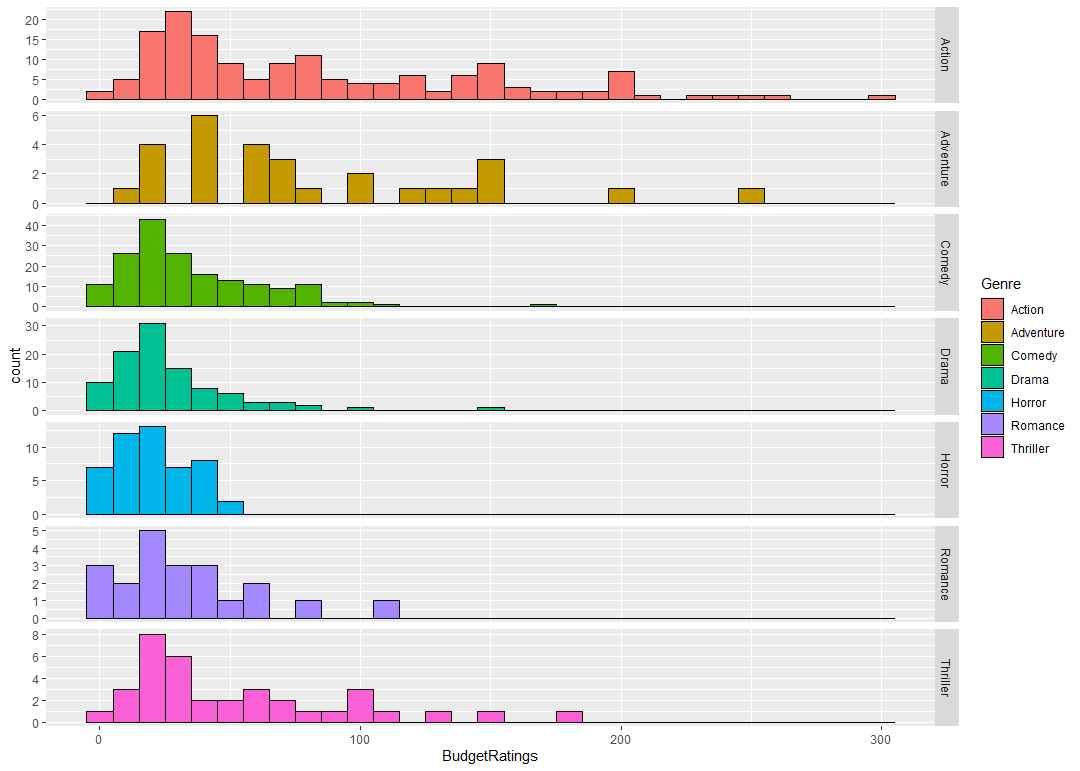 20
15
10
5
0
Action
6
4
2
0
Adventure
40
30
20
10
0
Comedy
30
20
10
0
Drama
10
5
0
Horror
5
4
3
2
1
0
Romance
8
6
4
2
0
Thriller
count
0 100 200 300
BudgetRatings
Genre
Action
Adventure
Comedy
Drama
Horror
Romance
Thriller